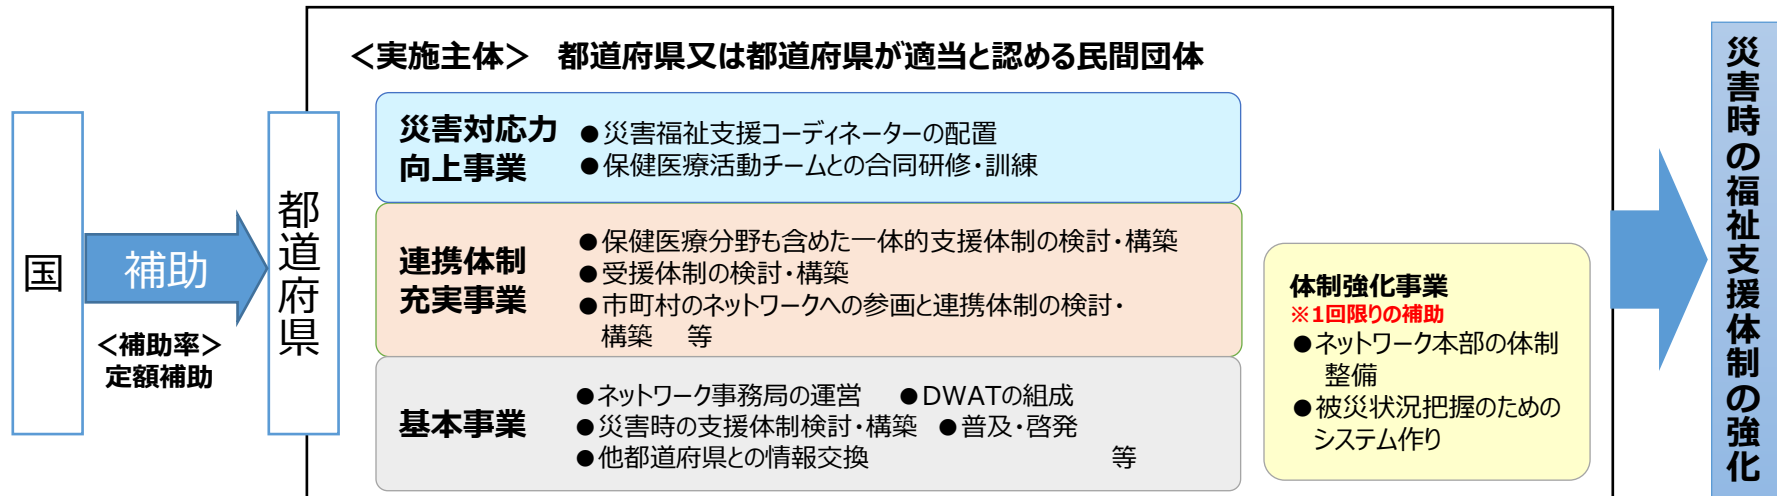 国
補助
＜補助率＞
定額補助
都道府県
＜実施主体＞　都道府県又は都道府県が適当と認める民間団体
災害対応力
向上事業
●災害福祉支援コーディネーターの配置
●保健医療活動チームとの合同研修・訓練
連携体制
充実事業
●保健医療分野も含めた一体的支援体制の検討・構築
●受援体制の検討・構築
●市町村のネットワークへの参画と連携体制の検討・
構築　等
基本事業
●ネットワーク事務局の運営　●DWATの組成
●災害時の支援体制検討・構築　●普及・啓発
●他都道府県との情報交換　等
体制強化事業
※1回限りの補助
●ネットワーク本部の体制
整備
●被災状況把握のための
システム作り
災害時の福祉支援体制の強化